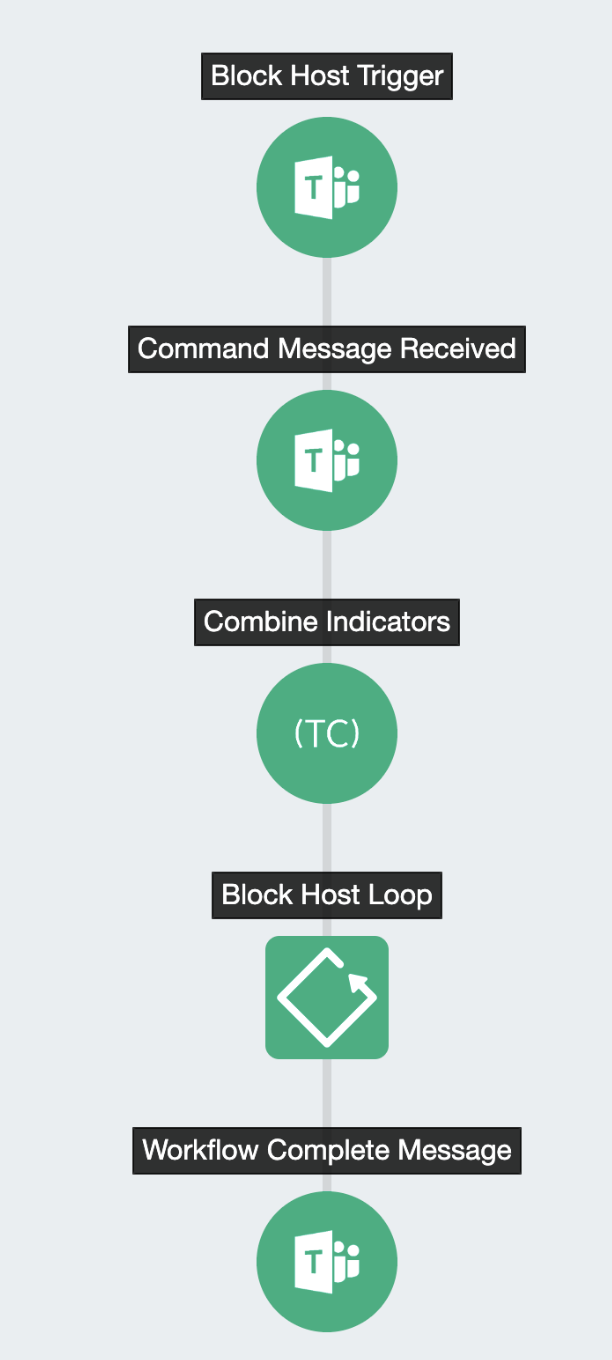 Block Host Trigger
T
Command Message Received
T
Combine Indicators
(TC)
Block Host Loop
Workflow Complete Message
T